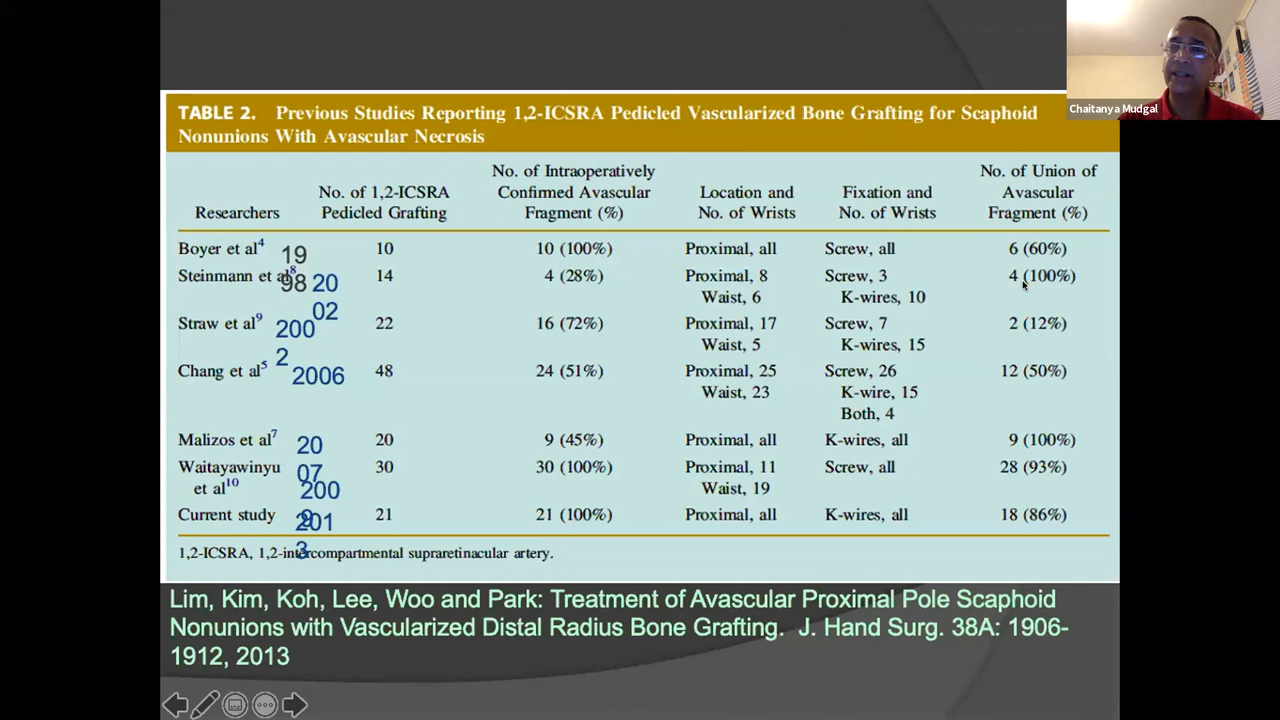 Chaitanya Mudgal
TABLE 2. Previous Studies Reporting 1,2-ICSRA Pedicled Vascularized Bone Grafting for Scaphoid
Nonunions With Avascular Necrosis
Researchers
No. of 1,2-ICSRA
Pedicled Grafting
No. of Intraoperatively
Confirmed Avascular
Fragment (%)
Location and
No. of Wrists
Fixation and
No. of Wrists
No. of Union of
Avascular
Fragment (%)
Boyer et al4 1998 10 10 (100%) Proximal, all Screw, all 6 (60%)
Steinmann et al8 2002 14 4 (28%) Proximal, 8 Screw, 3 4 (100%)
Waist, 6 K-wires, 10
Straw et al9 2002 22 16 (72%) Proximal, 17 Screw, 7 2 (12%)
Waist, 5 K-wires, 15
Chang et al5 2006 48 24 (51%) Proximal, 25 Screw, 26 12 (50%)
Waist, 23 K-wire, 15
Both, 4
Malizos et al7 2007 20 9 (45%) Proximal, all K-wires, all 9 (100%)
Waitayawinyu 2009 30 30 (100%) Proximal, 11 Screw, all 28 (93%)
et al10 Waist, 19
Current study 2013 21 21 (100%) Proximal, all K-wires, all 18 (86%)
1,2-ICSRA, 1,2-intercompartmental supraretinacular artery.
Lim, Kim, Koh, Lee, Woo and Park: Treatment of Avascular Proximal Pole Scaphoid
Nonunions with Vascularized Distal Radius Bone Grafting. J. Hand Surg. 38A: 1906-
1912, 2013